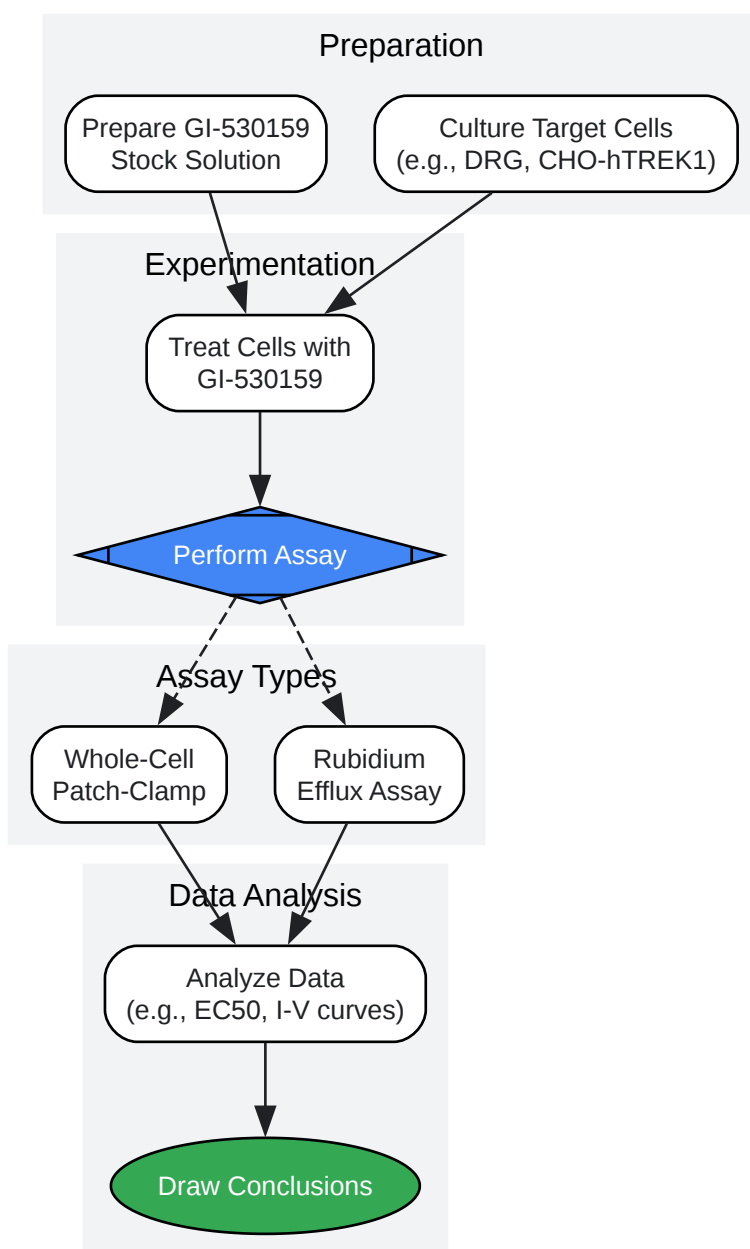 Preparation
Prepare GI-530159
Stock Solution
Culture Target Cells
(e.g., DRG, CHO-hTREK1)
Experimentation
Treat Cells with
GI-530159
Perform Assay
Assay Types
Whole-Cell
Patch-Clamp
Rubidium
Efflux Assay
Data Analysis
Analyze Data
(e.g., EC50, I-V curves)
Draw Conclusions